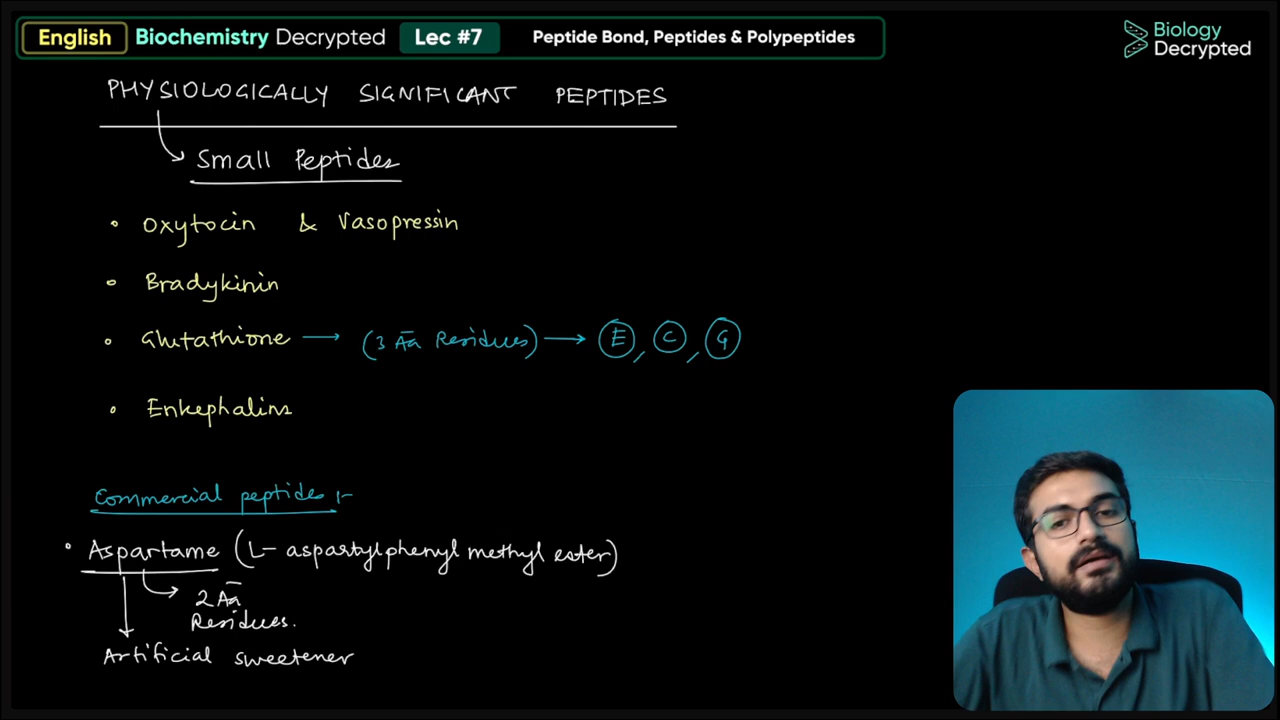 English Biochemistry Decrypted Lec #7 Peptide Bond, Peptides & Polypeptides
Biology
Decrypted
PHYSIOLOGICALLY SIGNIFICANT PEPTIDES
Small Peptides
• Oxytocin & Vasopressin
• Bradykinin
• Glutathione → (3 Aa Residues) → E, C, G
• Enkephalins
Commercial peptides :-
• Aspartame (L- aspartylphenyl methyl ester)
2 Aa
Residues.
Artificial sweetener